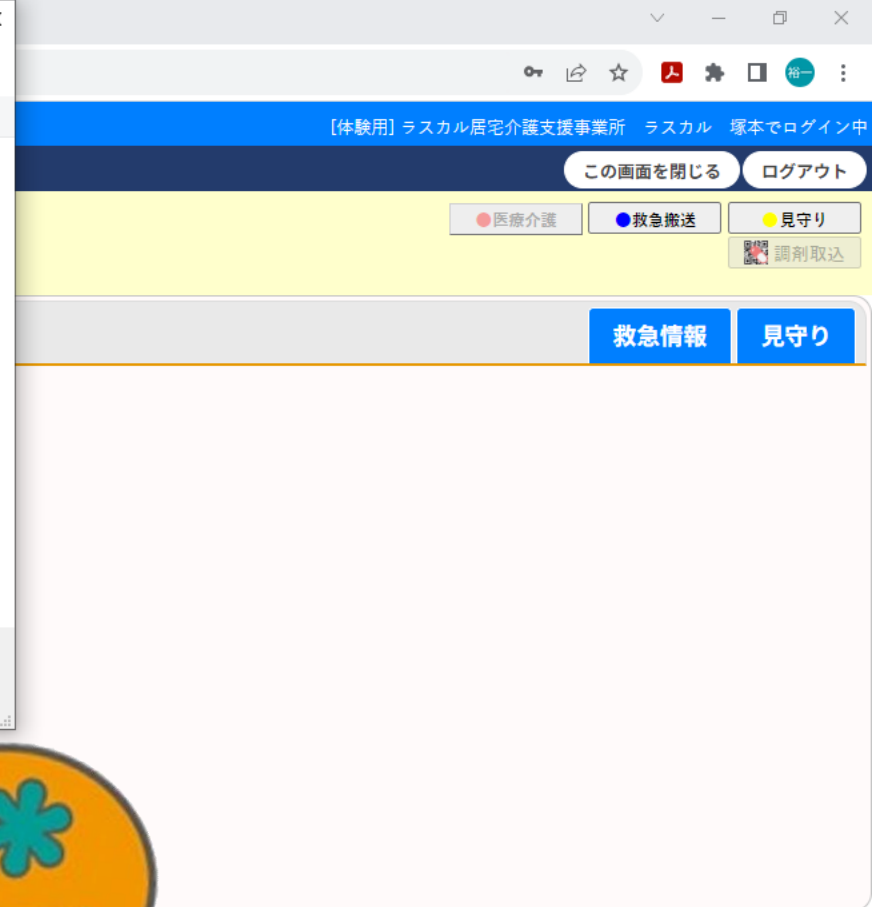 裕一
[体験用] ラスカル居宅介護支援事業所 ラスカル 塚本でログイン中
この画面を閉じる ログアウト
●医療介護 ●救急搬送 ●見守り
調剤取込
救急情報 見守り